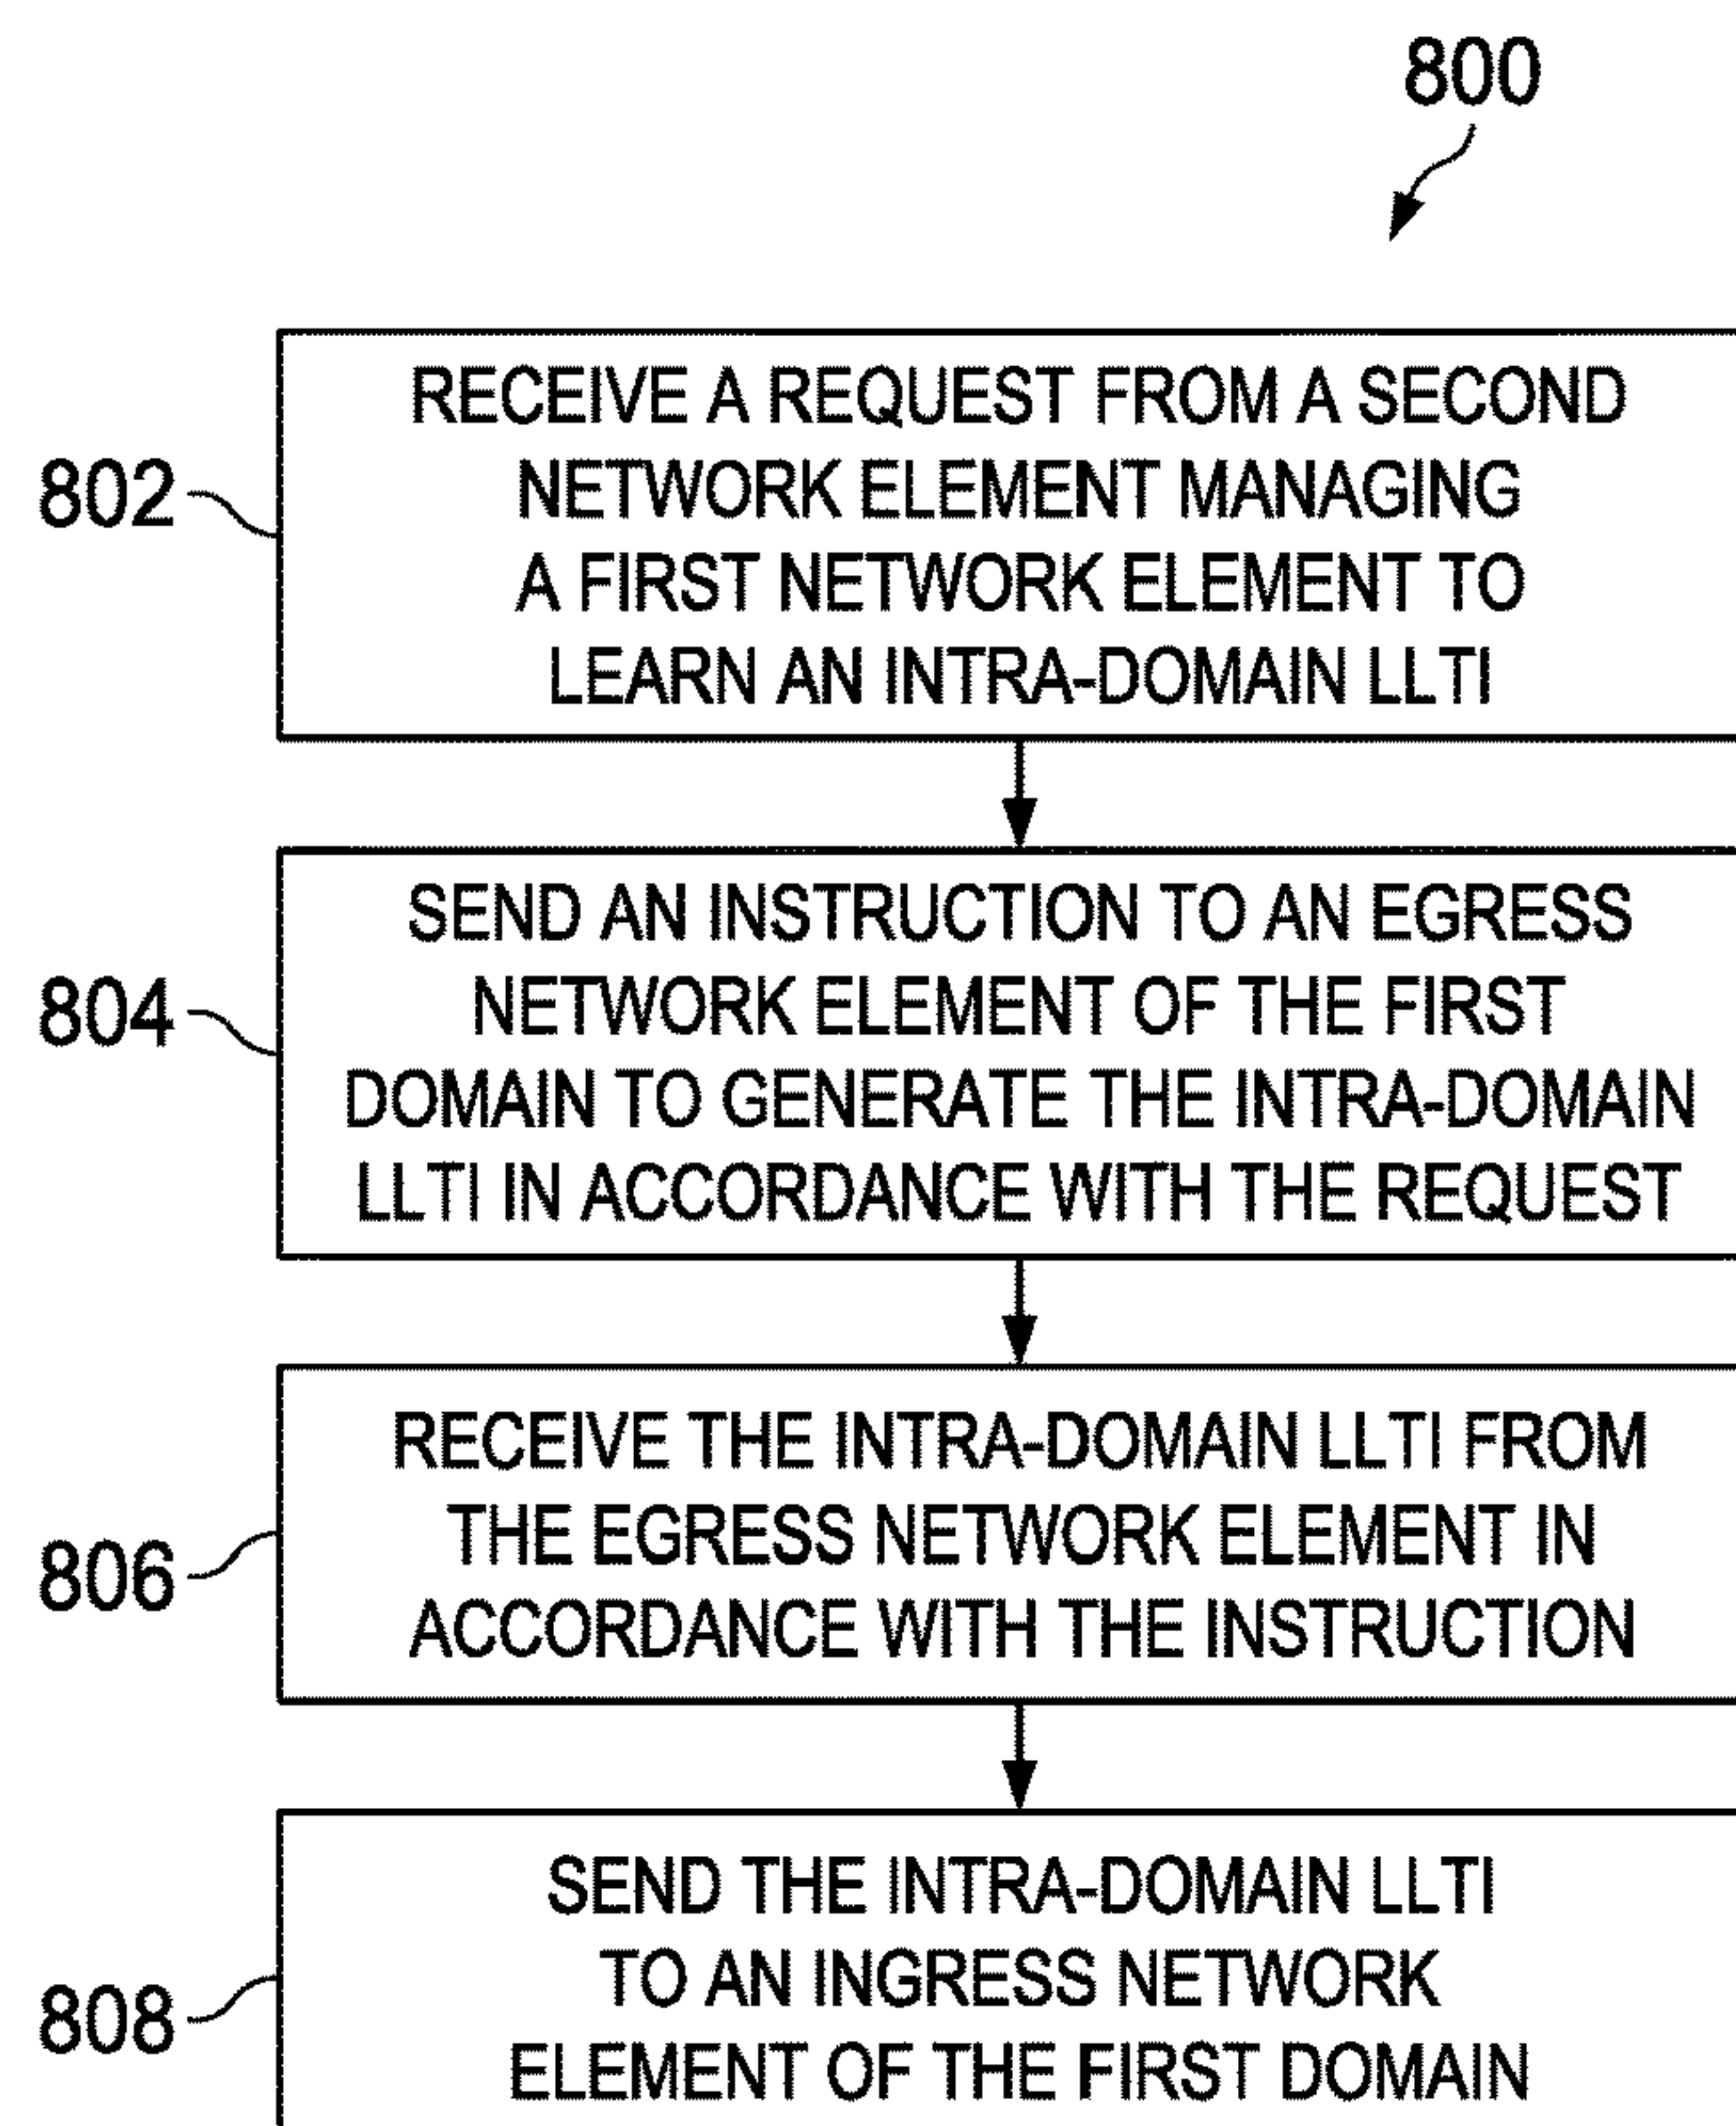 800
802
RECEIVE A REQUEST FROM A SECOND
NETWORK ELEMENT MANAGING
A FIRST NETWORK ELEMENT TO
LEARN AN INTRA-DOMAIN LLTI
804
SEND AN INSTRUCTION TO AN EGRESS
NETWORK ELEMENT OF THE FIRST
DOMAIN TO GENERATE THE INTRA-DOMAIN
LLTI IN ACCORDANCE WITH THE REQUEST
806
RECEIVE THE INTRA-DOMAIN LLTI FROM
THE EGRESS NETWORK ELEMENT IN
ACCORDANCE WITH THE INSTRUCTION
808
SEND THE INTRA-DOMAIN LLTI
TO AN INGRESS NETWORK
ELEMENT OF THE FIRST DOMAIN